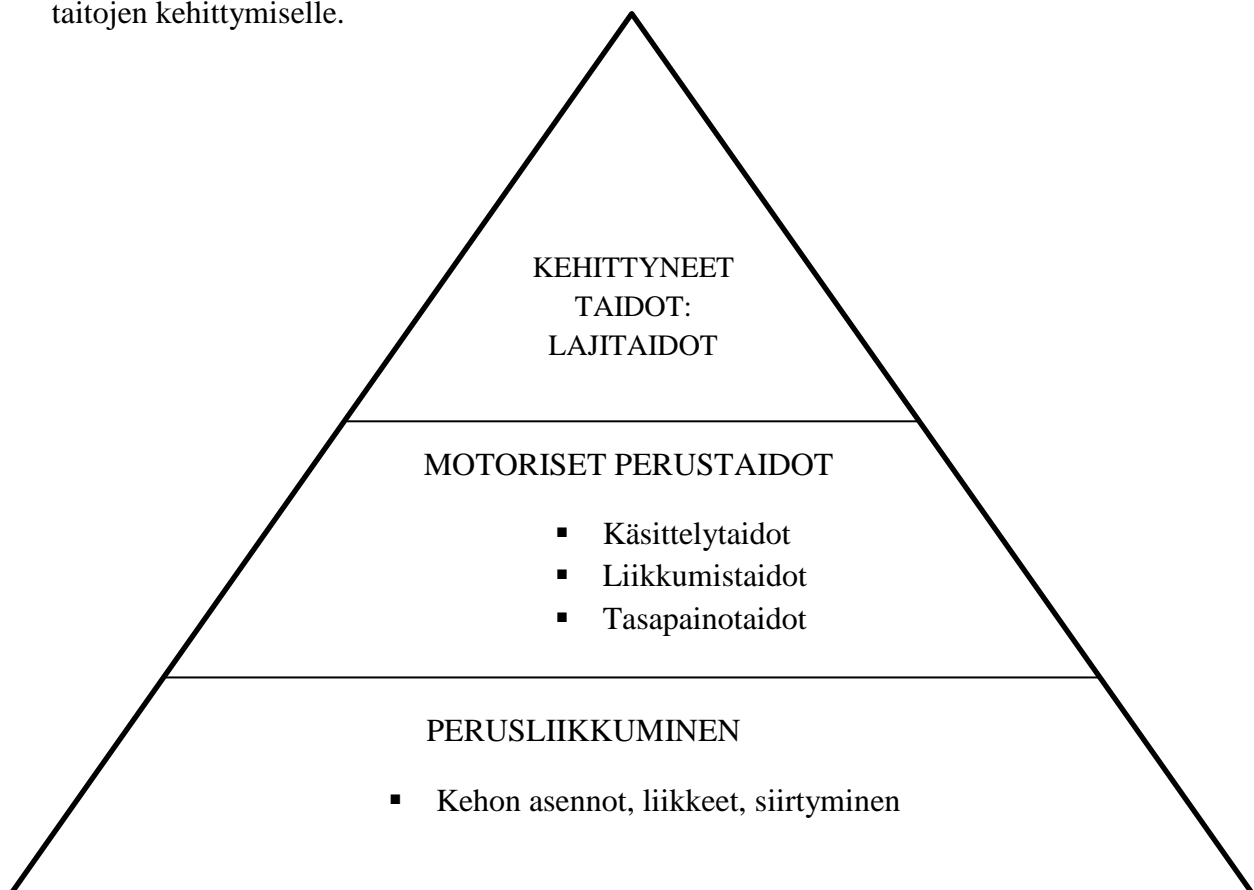 taitojen kehittymiselle.
KEHITTYNEET
TAIDOT:
LAJITAIDOT
MOTORISET PERUSTAIDOT
▪ Käsittelytaidot
▪ Liikkumistaidot
▪ Tasapainotaidot
PERUSLIIKKUMINEN
▪ Kehon asennot, liikkeet, siirtyminen